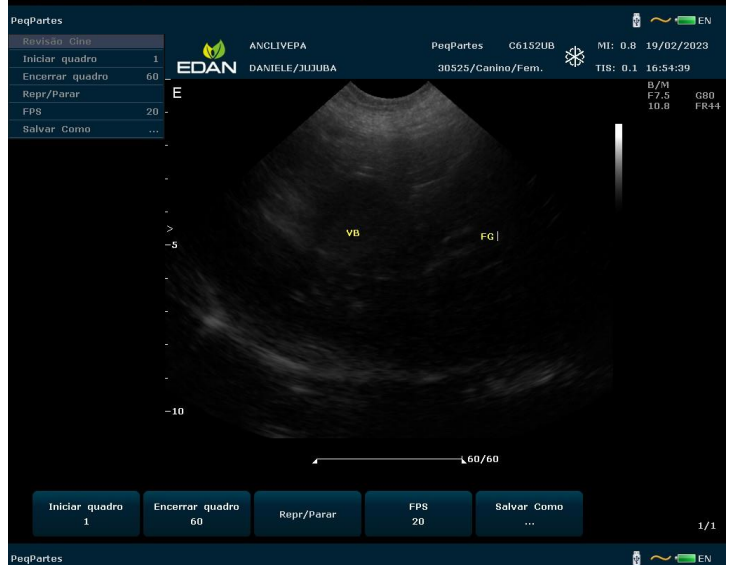 PeqPartes EN
Revisão Cine
Iniciar quadro 1
Encerrar quadro 60
Repr/Parar
FPS 20
Salvar Como ...
EDAN
ANCLIVEPA PeqPartes C6152UB MI: 0.8 19/02/2023
DANIELE/JUJUBA 30525/Canino/Fem. TIS: 0.1 16:54:39
E
B/M
F7.5 G80
10.8 FR44
VB
FG
>
-5
-10
60/60
Iniciar quadro
1
Encerrar quadro
60
Repr/Parar
FPS
20
Salvar Como
...
1/1
PeqPartes EN